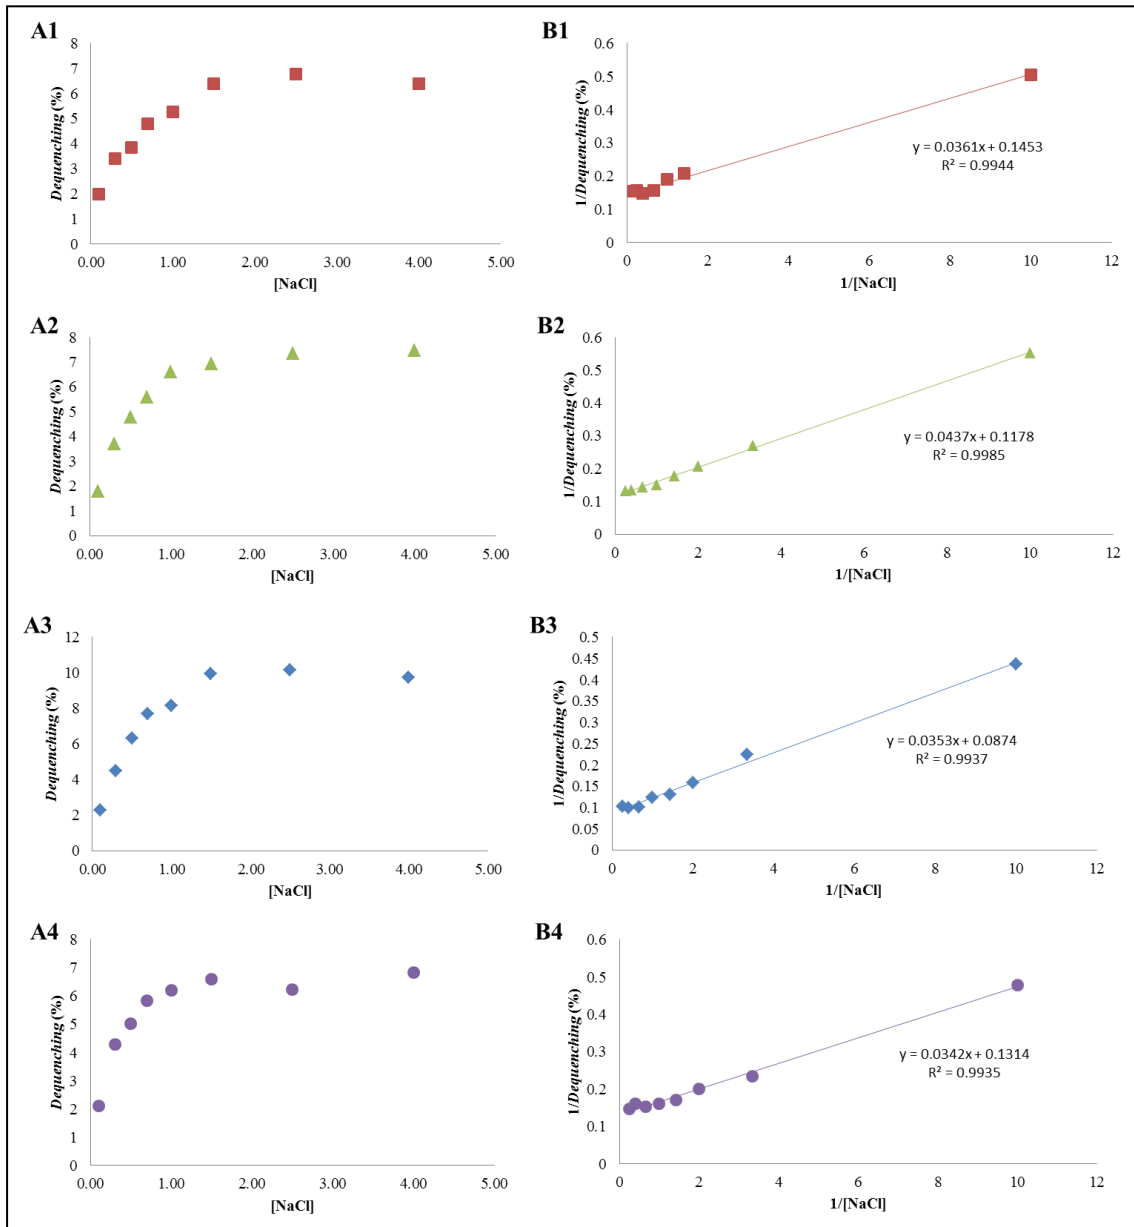 A1
Dequenching (%)
8
7
6
5
4
3
2
1
0
0.00 1.00 2.00 3.00 4.00 5.00
[NaCl]
B1
1/Dequenching (%)
0.6
0.5
0.4
0.3
0.2
0.1
0
y = 0.0361x + 0.1453
R² = 0.9944
0 2 4 6 8 10 12
1/[NaCl]
A2
Dequenching (%)
8
7
6
5
4
3
2
1
0
0.00 1.00 2.00 3.00 4.00 5.00
[NaCl]
B2
1/Dequenching (%)
0.6
0.5
0.4
0.3
0.2
0.1
0
y = 0.0437x + 0.1178
R² = 0.9985
0 2 4 6 8 10 12
1/[NaCl]
A3
Dequenching (%)
12
10
8
6
4
2
0
0.00 1.00 2.00 3.00 4.00 5.00
[NaCl]
B3
1/Dequenching (%)
0.5
0.45
0.4
0.35
0.3
0.25
0.2
0.15
0.1
0.05
0
y = 0.0353x + 0.0874
R² = 0.9937
0 2 4 6 8 10 12
1/[NaCl]
A4
Dequenching (%)
8
7
6
5
4
3
2
1
0
0.00 1.00 2.00 3.00 4.00 5.00
[NaCl]
B4
1/Dequenching (%)
0.6
0.5
0.4
0.3
0.2
0.1
0
y = 0.0342x + 0.1314
R² = 0.9935
0 2 4 6 8 10 12
1/[NaCl]